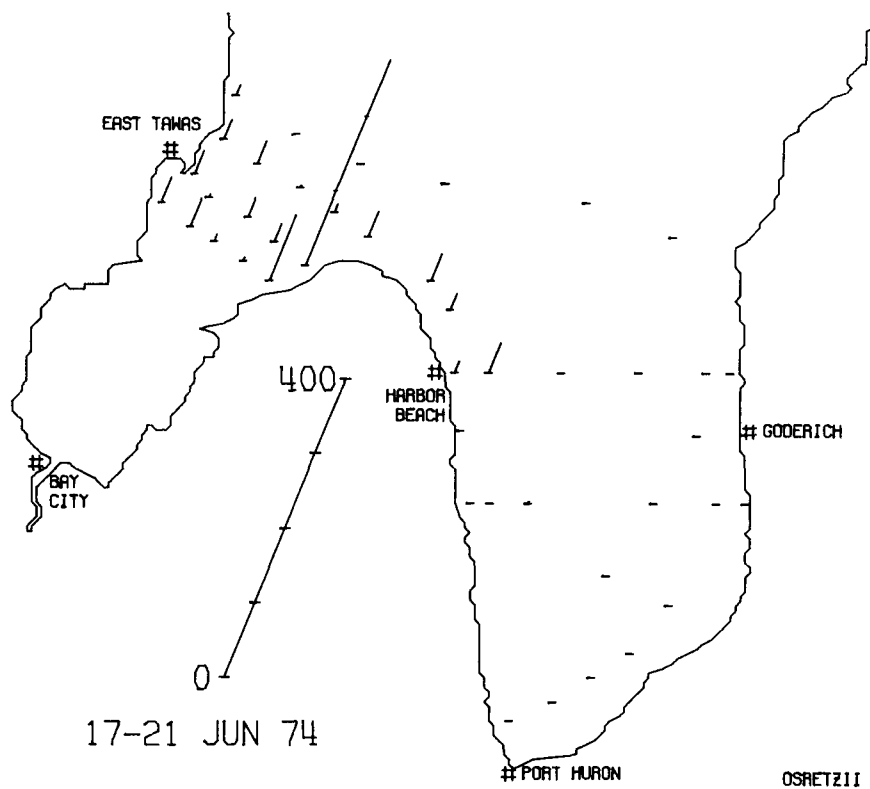 EAST TAWAS
400
HARBOR
BEACH
GODERICH
BAY
CITY
0
17-21 JUN 74
PORT HURON
OSRETZII